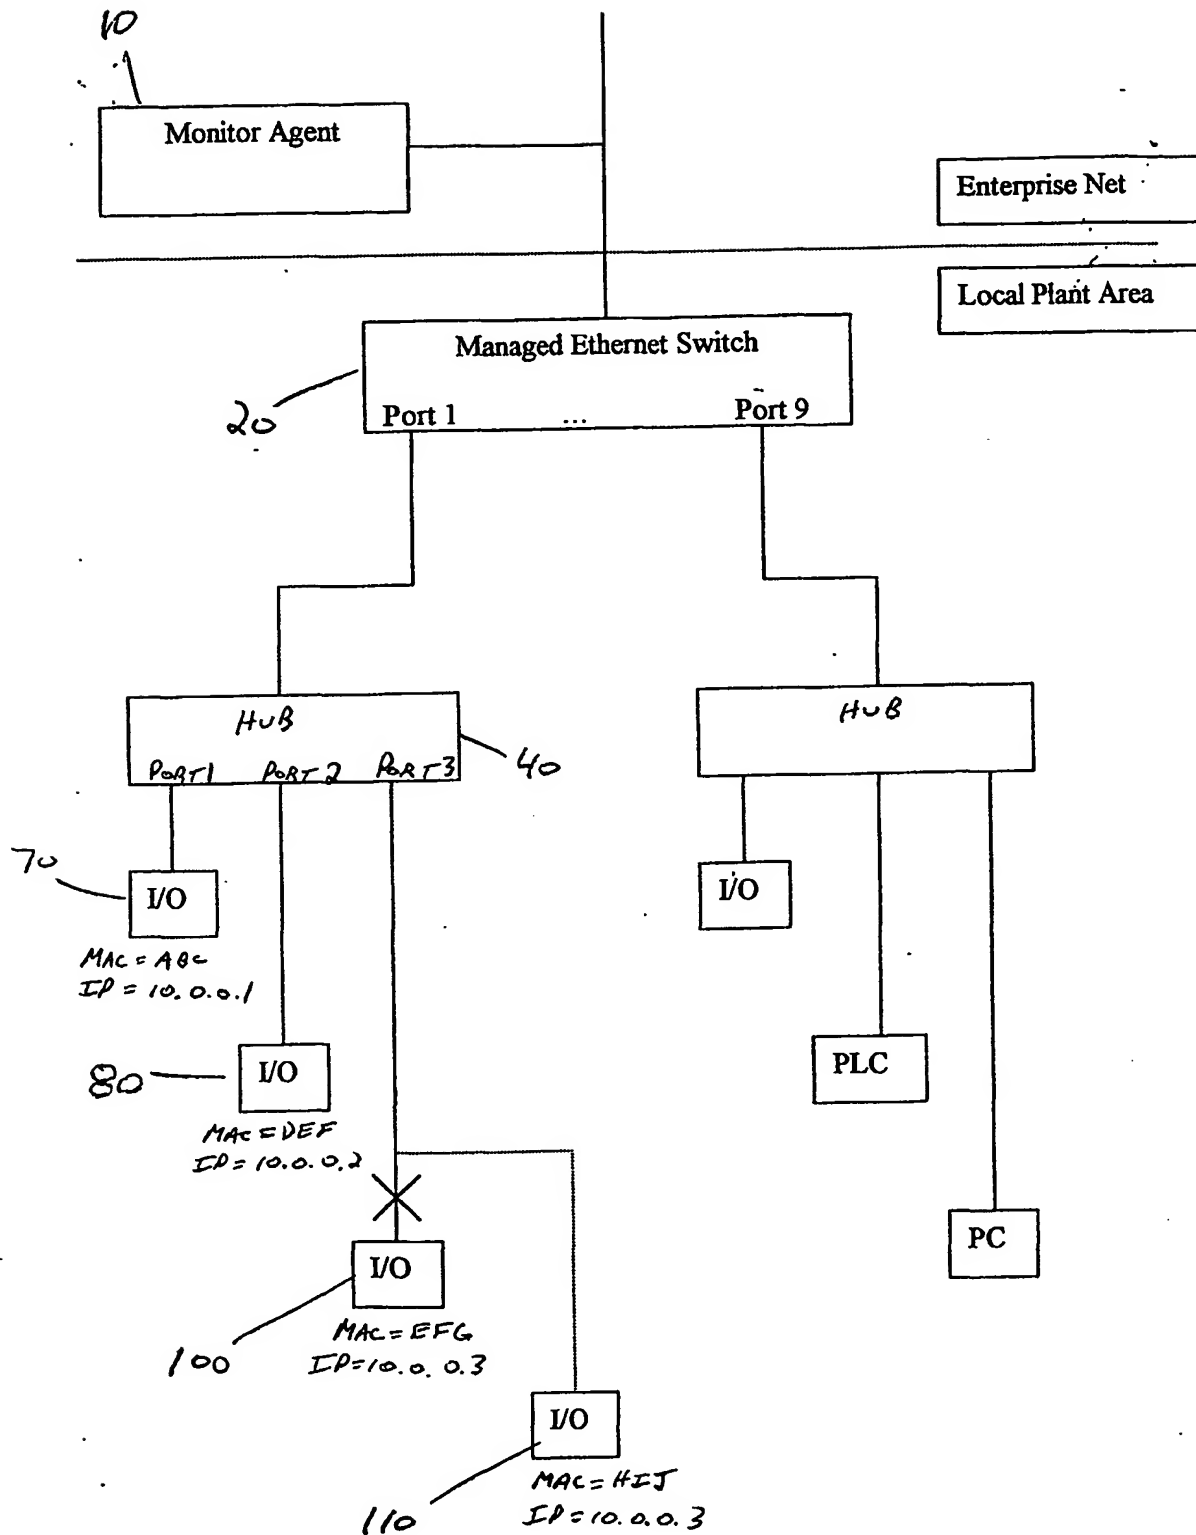 10
Monitor Agent
Enterprise Net
Local Plant Area
Managed Ethernet Switch
20
Port 1 ... Port 9
HUB
PORT1 PORT2 PORT3
40
HUB
70
I/O
MAC = ABC
IP = 10.0.0.1
I/O
80
I/O
MAC = DEF
IP = 10.0.0.2
PLC
100
I/O
MAC = EFG
IP = 10.0.0.3
PC
110
I/O
MAC = HIJ
IP = 10.0.0.3